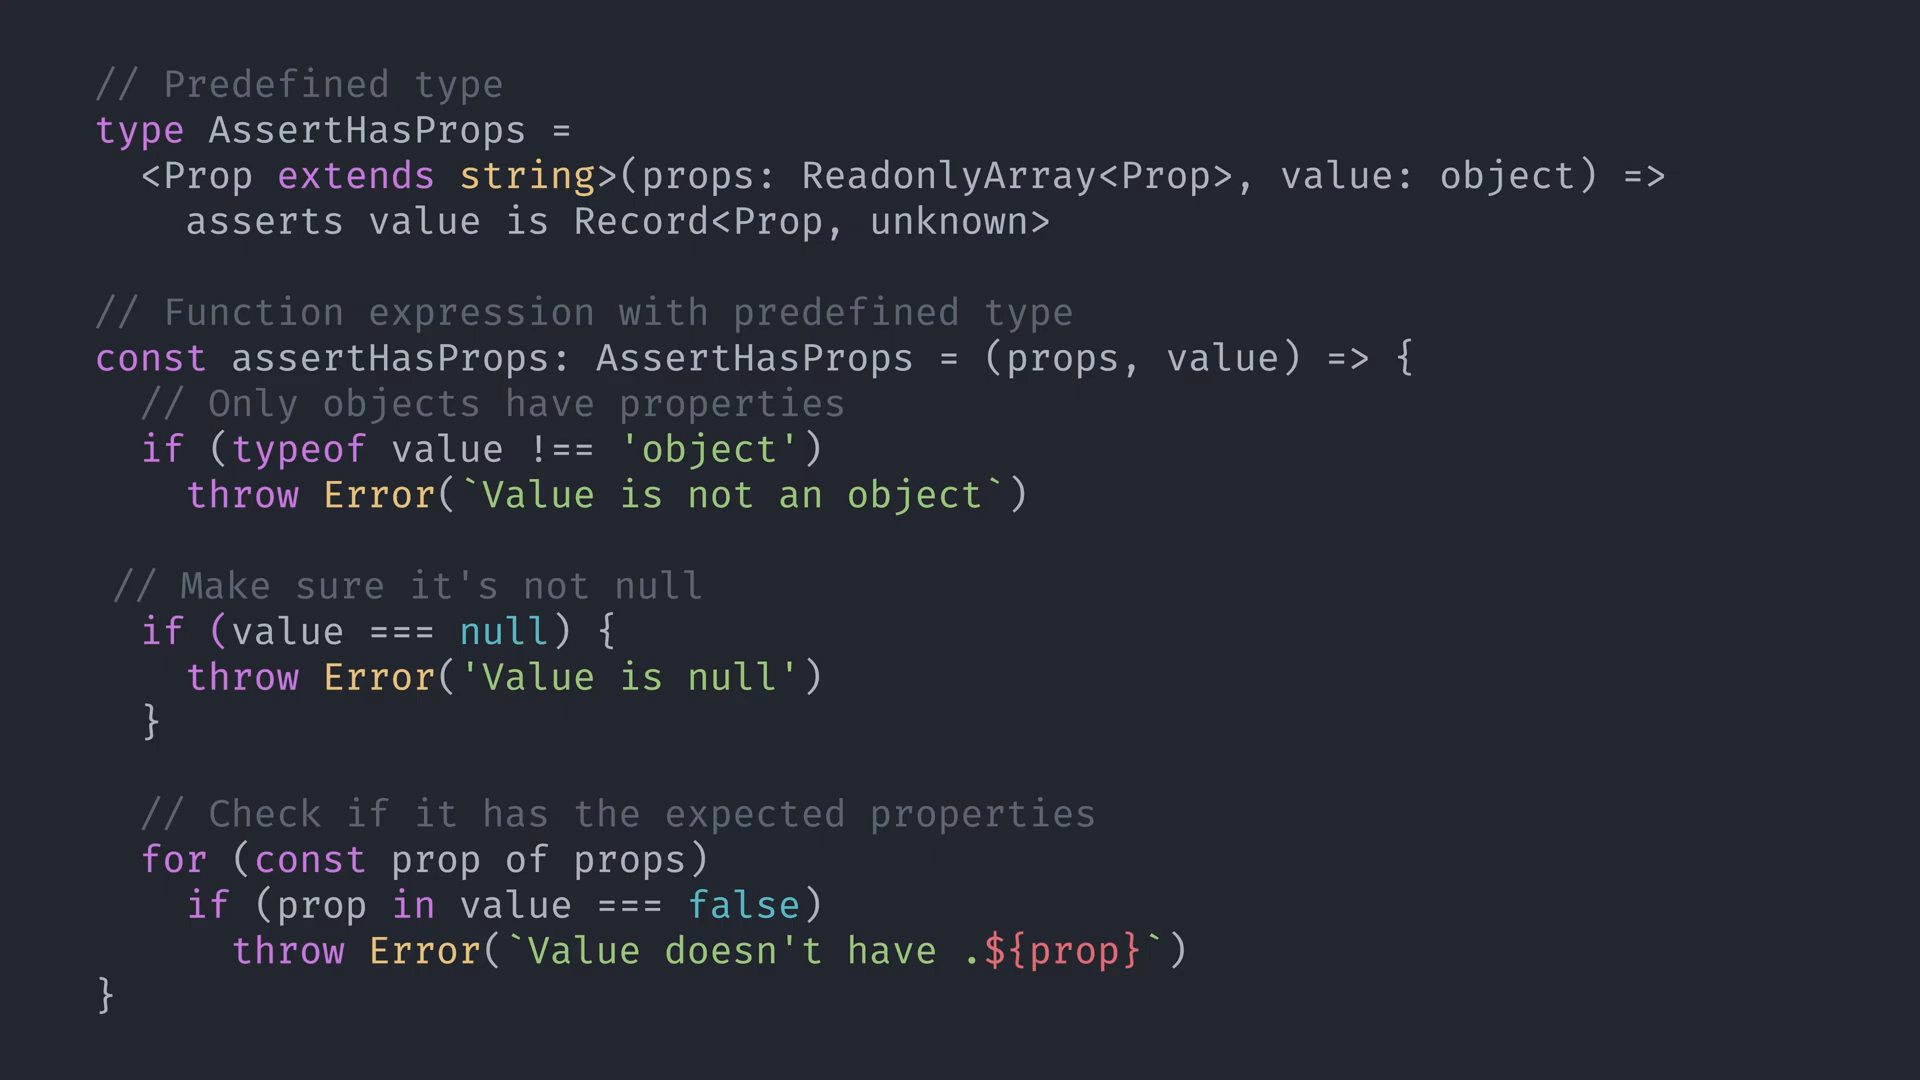 // Predefined type
type AssertHasProps =
  <Prop extends string>(props: ReadonlyArray<Prop>, value: object) =>
    asserts value is Record<Prop, unknown>

// Function expression with predefined type
const assertHasProps: AssertHasProps = (props, value) => {
  // Only objects have properties
  if (typeof value !== 'object')
    throw Error(`Value is not an object`)

 // Make sure it's not null
  if (value === null) {
    throw Error('Value is null')
  }

  // Check if it has the expected properties
  for (const prop of props)
    if (prop in value === false)
      throw Error(`Value doesn't have .${prop}`)
}